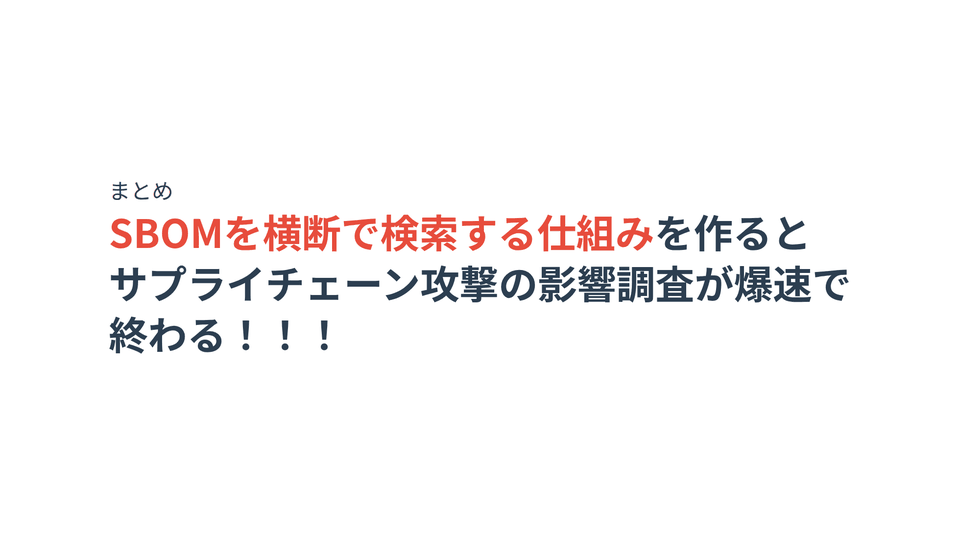 まとめ
SBOMを横断で検索する仕組みを作ると
サプライチェーン攻撃の影響調査が爆速で
終わる！！！